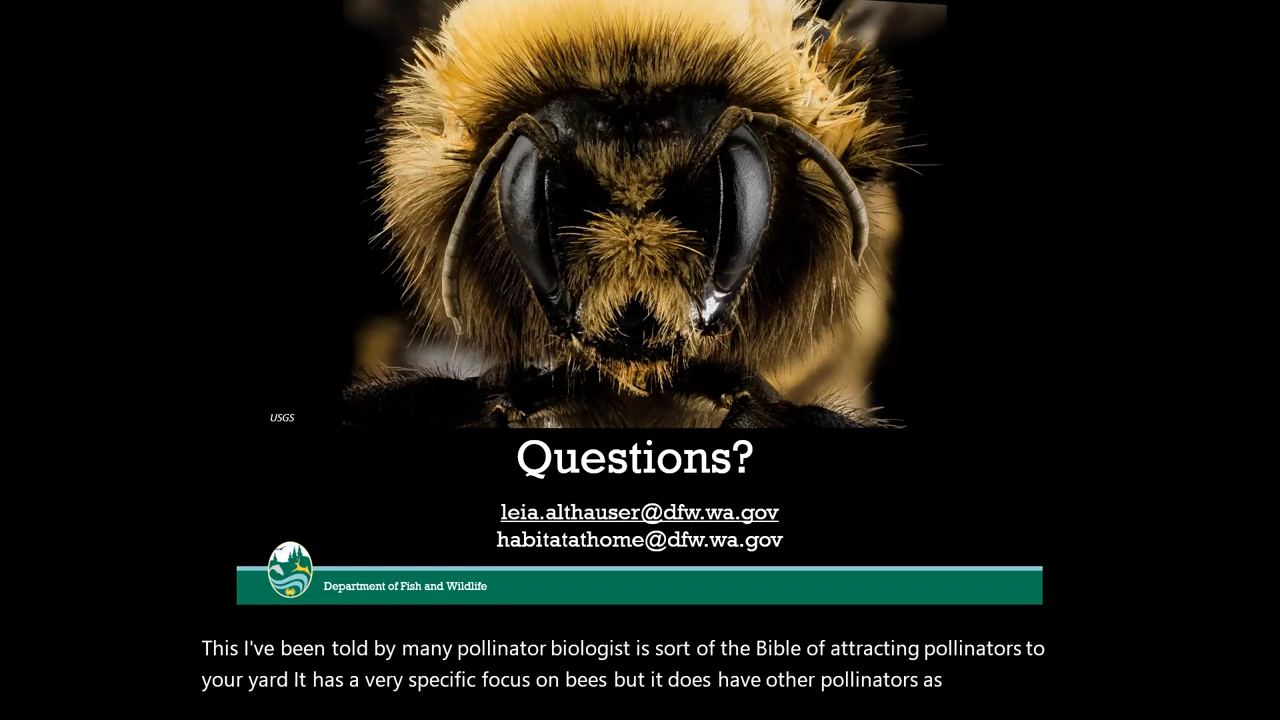 USGS
Questions?
leia.althauser@dfw.wa.gov
habitatathome@dfw.wa.gov
Department of Fish and Wildlife
This I've been told by many pollinator biologist is sort of the Bible of attracting pollinators to
your yard It has a very specific focus on bees but it does have other pollinators as